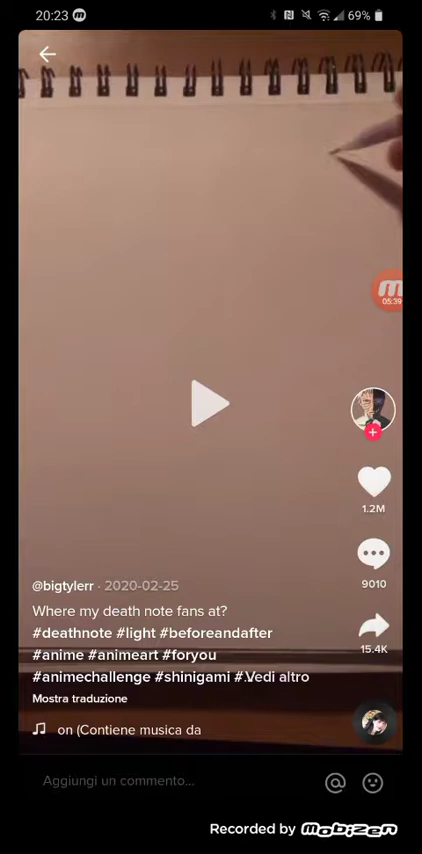 20:23
69%
05:39
1.2M
9010
@bigtylerr · 2020-02-25
Where my death note fans at?
#deathnote #light #beforeandafter
#anime #animeart #foryou
#animechallenge #shinigami #.Vedi altro
15.4K
Mostra traduzione
on (Contiene musica da
Aggiungi un commento...
Recorded by Mobizen